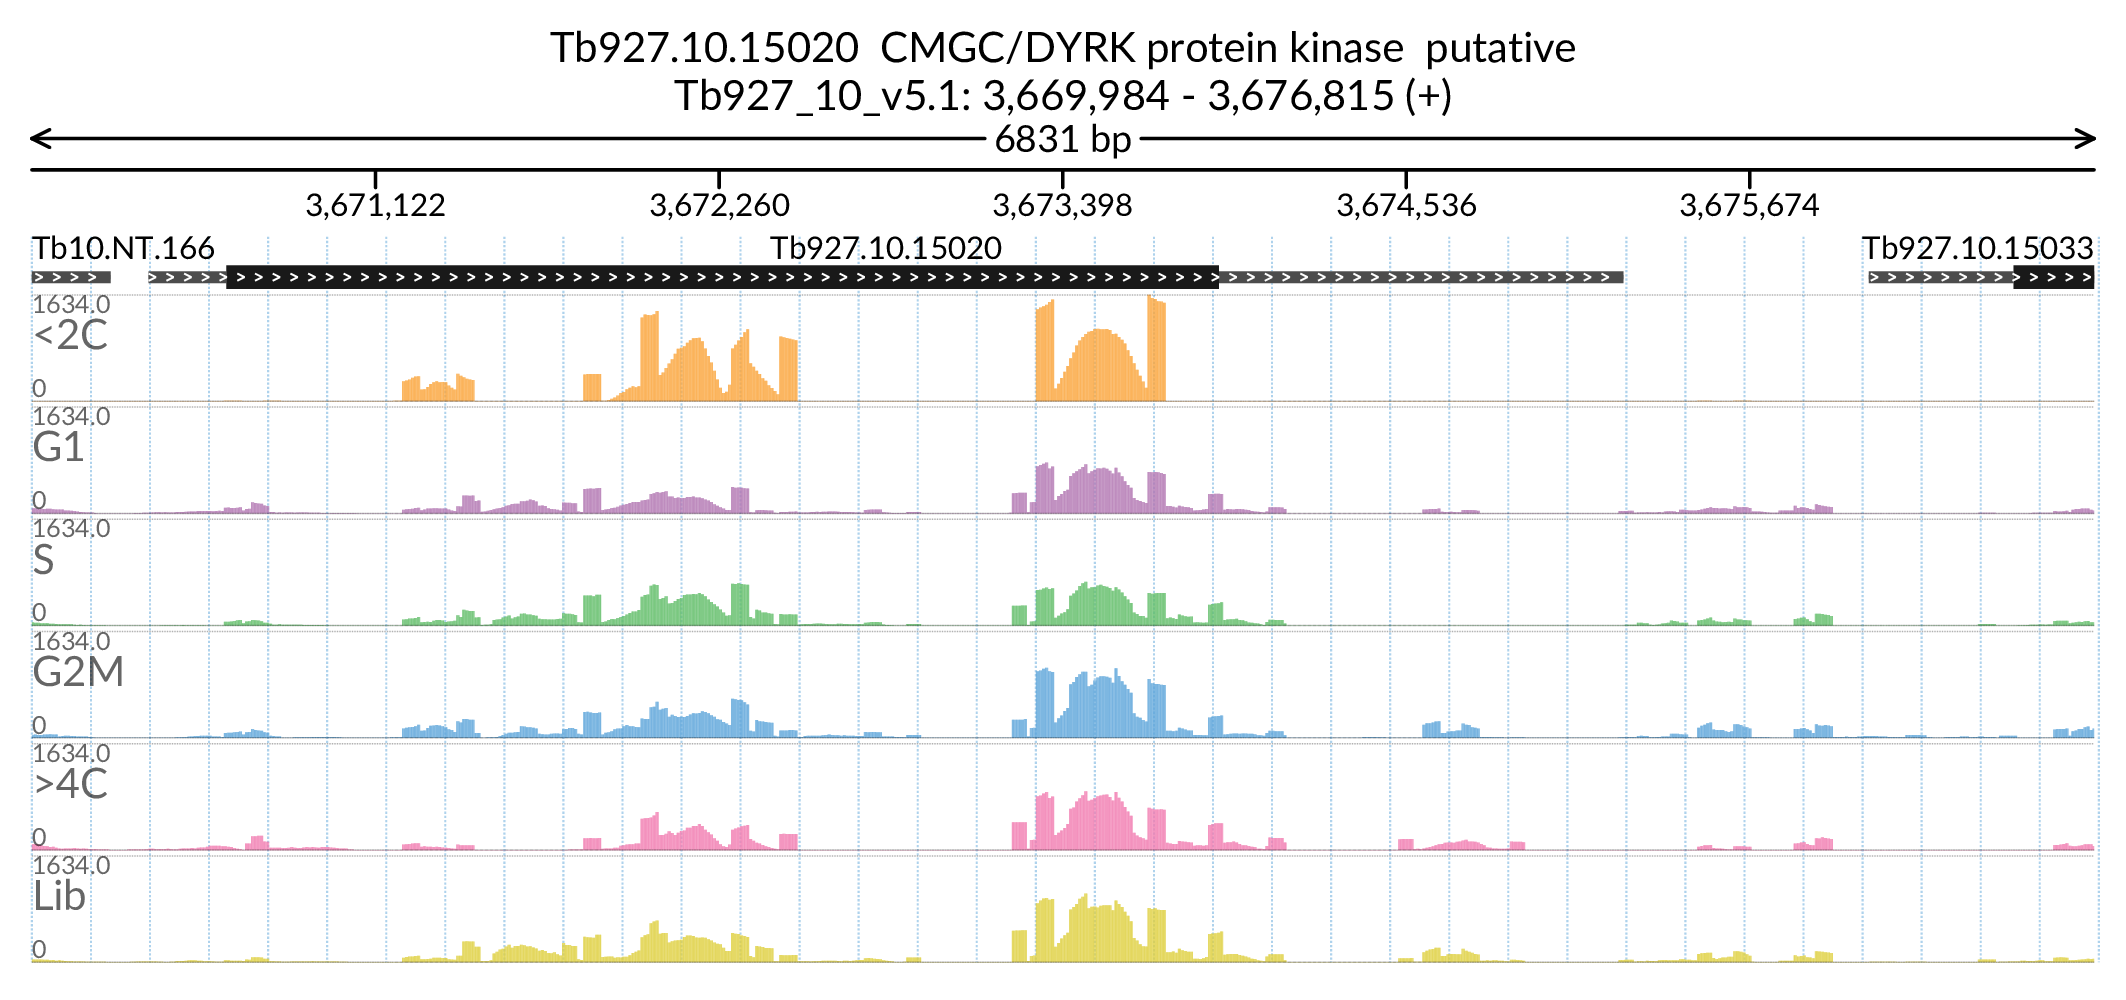 Tb927.10.15020  CMGC/DYRK protein kinase  putative
Tb927_10_v5.1: 3,669,984 - 3,676,815 (+)
6831 bp
3,671,122 3,672,260 3,673,398 3,674,536 3,675,674
Tb10.NT.166 Tb927.10.15020 Tb927.10.15033
1634.0
<2C
0
1634.0
G1
0
1634.0
S
0
1634.0
G2M
0
1634.0
>4C
0
1634.0
Lib
0